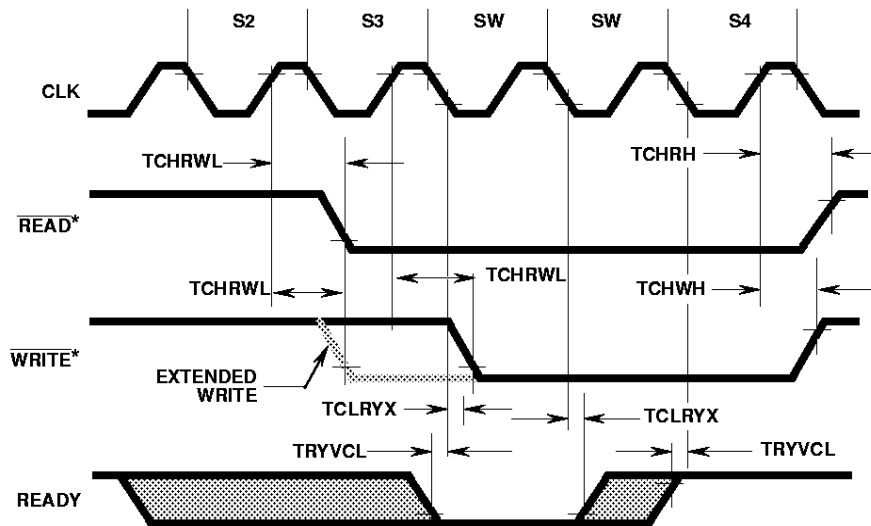 S2 S3 SW SW S4
CLK
TCHRWL TCHRH
READ*
TCHRWL TCHRWL TCHWH
WRITE*
EXTENDED
WRITE
TCLRYX TCLRYX
TRYVCL TRYVCL
READY